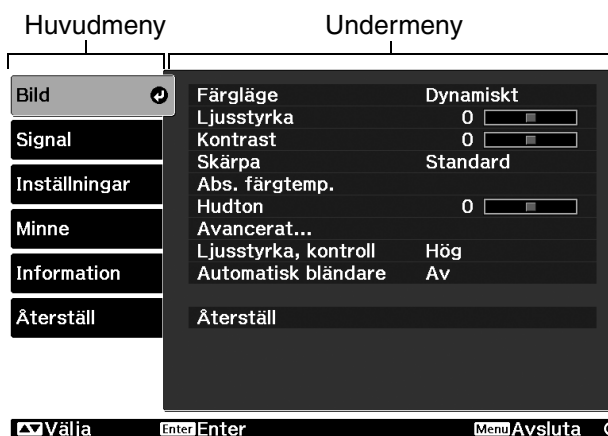 Huvudmeny Undermeny
Bild
Signal
Inställningar
Minne
Information
Återställ
Färgläge Dynamiskt
Ljusstyrka 0
Kontrast 0
Skärpa Standard
Abs. färgtemp.
Hudton 0
Avancerat...
Ljusstyrka, kontroll Hög
Automatisk bländare Av
Återställ
Välja Enter Enter Menu Avsluta